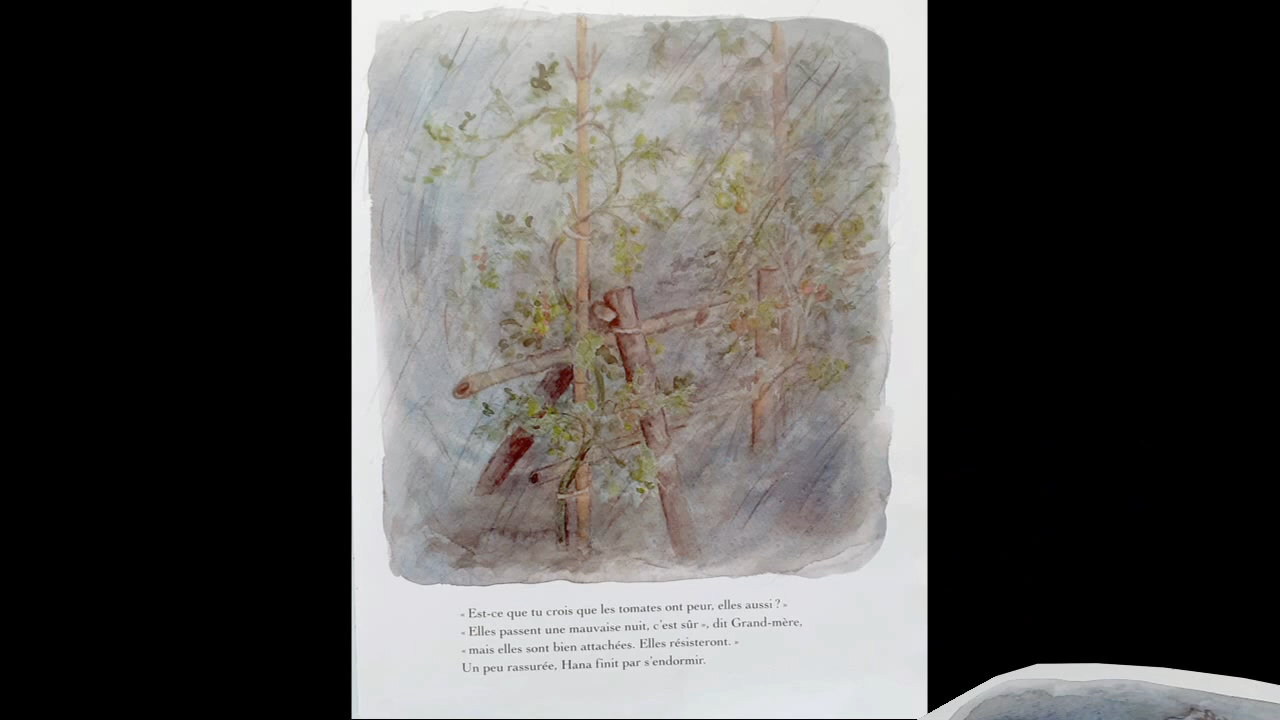 « Est-ce que tu crois que les tomates ont peur, elles aussi ? »
« Elles passent une mauvaise nuit, c'est sûr », dit Grand-mère,
« mais elles sont bien attachées. Elles résisteront. »
Un peu rassurée, Hana finit par s'endormir.